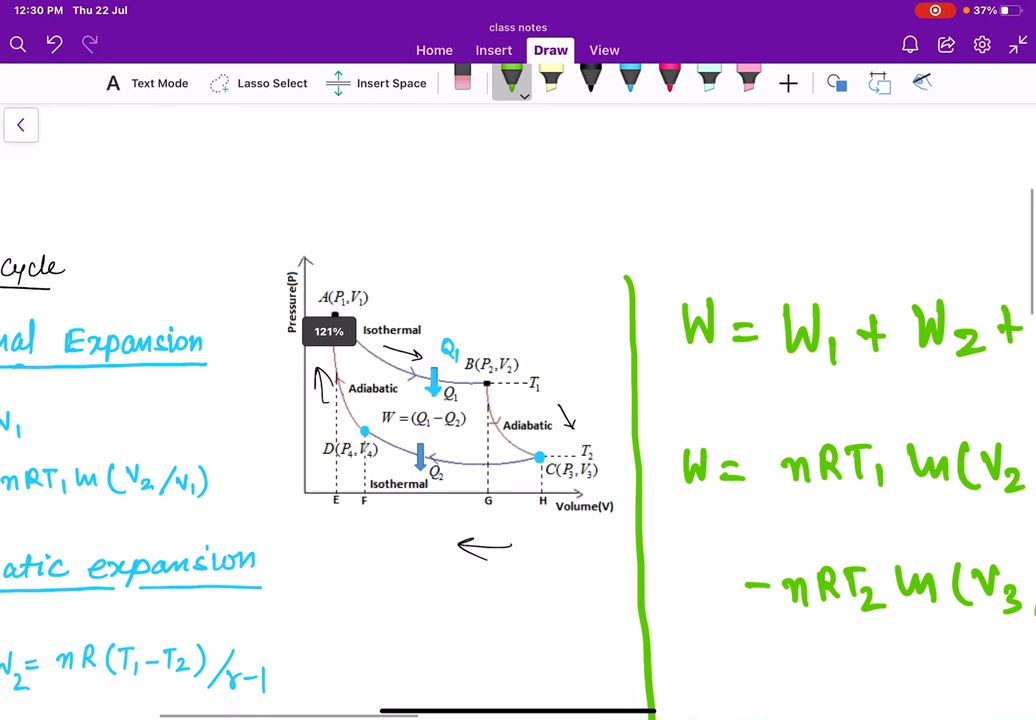 12:30 PM Thu 22 Jul
37%
class notes
Home Insert Draw View
Text Mode Lasso Select Insert Space
cycle
nal Expansion
V₁
nRT₁ ln(V₂/V₁)
atic expansion
W₂= nR(T₁-T₂)/r-1
Pressure(P)
A(P₁,V₁)
121%
Isothermal
Q₁
B(P₂,V₂)
T₁
Adiabatic
Q₁
W=(Q₁-Q₂)
Adiabatic
D(P₄,V₄)
T₂
Q₂
C(P₃,V₃)
Isothermal
E F G H
Volume(V)
W = W₁ + W₂ +
W = nRT₁ ln(V₂
- nRT₂ ln(V₃